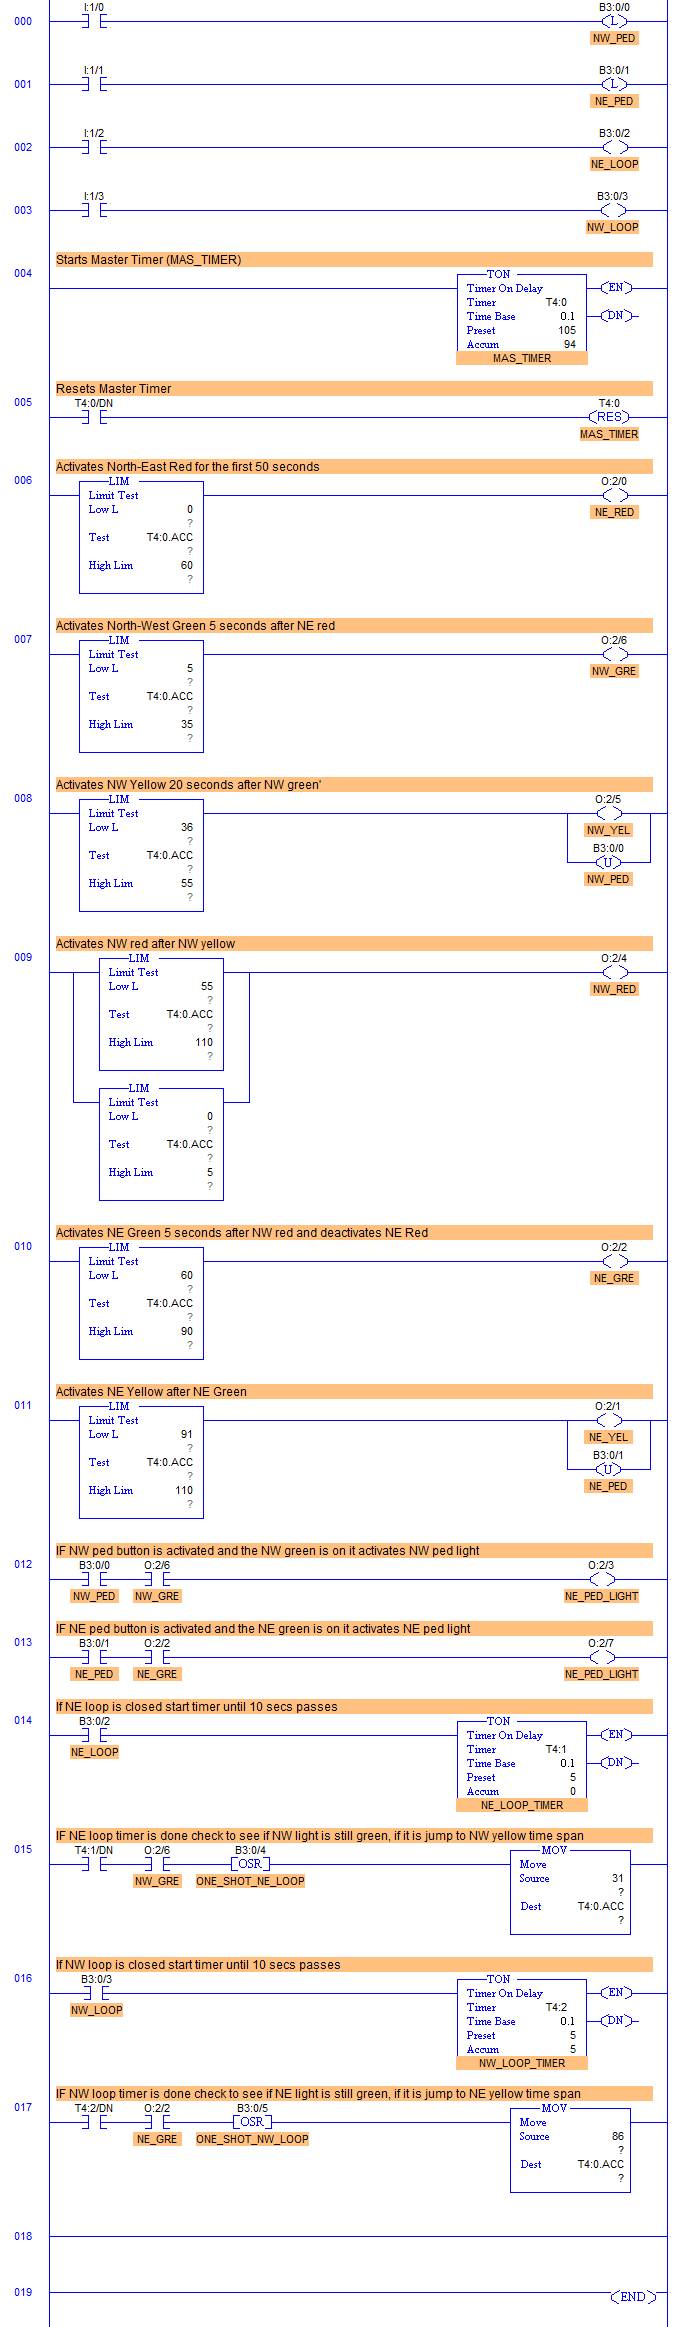 I:1/0 B3:0/0
000 L
NW_PED
I:1/1 B3:0/1
001 L
NE_PED
I:1/2 B3:0/2
002
NE_LOOP
I:1/3 B3:0/3
003
NW_LOOP
Starts Master Timer (MAS_TIMER)
004 TON
Timer On Delay EN
Timer T4:0
Time Base 0.1 DN
Preset 105
Accum 94
MAS_TIMER
Resets Master Timer
005 T4:0/DN T4:0
RES
MAS_TIMER
Activates North-East Red for the first 50 seconds
006 LIM O:2/0
Limit Test
Low L 0 NE_RED
?
Test T4:0.ACC
?
High Lim 60
?
Activates North-West Green 5 seconds after NE red
007 LIM O:2/6
Limit Test
Low L 5 NW_GRE
?
Test T4:0.ACC
?
High Lim 35
?
Activates NW Yellow 20 seconds after NW green'
008 LIM O:2/5
Limit Test
Low L 36 NW_YEL
?
Test T4:0.ACC B3:0/0
? U
High Lim 55 NW_PED
?
Activates NW red after NW yellow
009 LIM O:2/4
Limit Test
Low L 55 NW_RED
?
Test T4:0.ACC
?
High Lim 110
?
LIM
Limit Test
Low L 0
?
Test T4:0.ACC
?
High Lim 5
?
Activates NE Green 5 seconds after NW red and deactivates NE Red
010 LIM O:2/2
Limit Test
Low L 60 NE_GRE
?
Test T4:0.ACC
?
High Lim 90
?
Activates NE Yellow after NE Green
011 LIM O:2/1
Limit Test
Low L 91 NE_YEL
?
Test T4:0.ACC B3:0/1
? U
High Lim 110 NE_PED
?
IF NW ped button is activated and the NW green is on it activates NW ped light
012 B3:0/0 O:2/6 O:2/3
NW_PED NW_GRE NE_PED_LIGHT
IF NE ped button is activated and the NE green is on it activates NE ped light
013 B3:0/1 O:2/2 O:2/7
NE_PED NE_GRE NE_PED_LIGHT
If NE loop is closed start timer until 10 secs passes
014 B3:0/2 TON
Timer On Delay EN
NE_LOOP Timer T4:1
Time Base 0.1 DN
Preset 5
Accum 0
NE_LOOP_TIMER
IF NE loop timer is done check to see if NW light is still green, if it is jump to NW yellow time span
015 T4:1/DN O:2/6 B3:0/4 MOV
OSR Move
NW_GRE ONE_SHOT_NE_LOOP Source 31
?
Dest T4:0.ACC
?
If NW loop is closed start timer until 10 secs passes
016 B3:0/3 TON
Timer On Delay EN
NW_LOOP Timer T4:2
Time Base 0.1 DN
Preset 5
Accum 5
NW_LOOP_TIMER
IF NW loop timer is done check to see if NE light is still green, if it is jump to NE yellow time span
017 T4:2/DN O:2/2 B3:0/5 MOV
OSR Move
NE_GRE ONE_SHOT_NW_LOOP Source 86
?
Dest T4:0.ACC
?
018
019 END